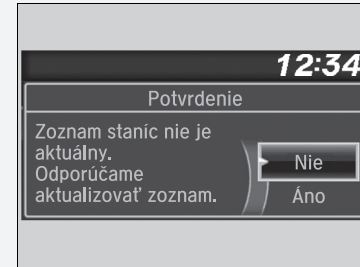 12:34
Potvrdenie
Zoznam staníc nie je
aktuálny.
Odporúčame
aktualizovať zoznam.
Nie
Áno